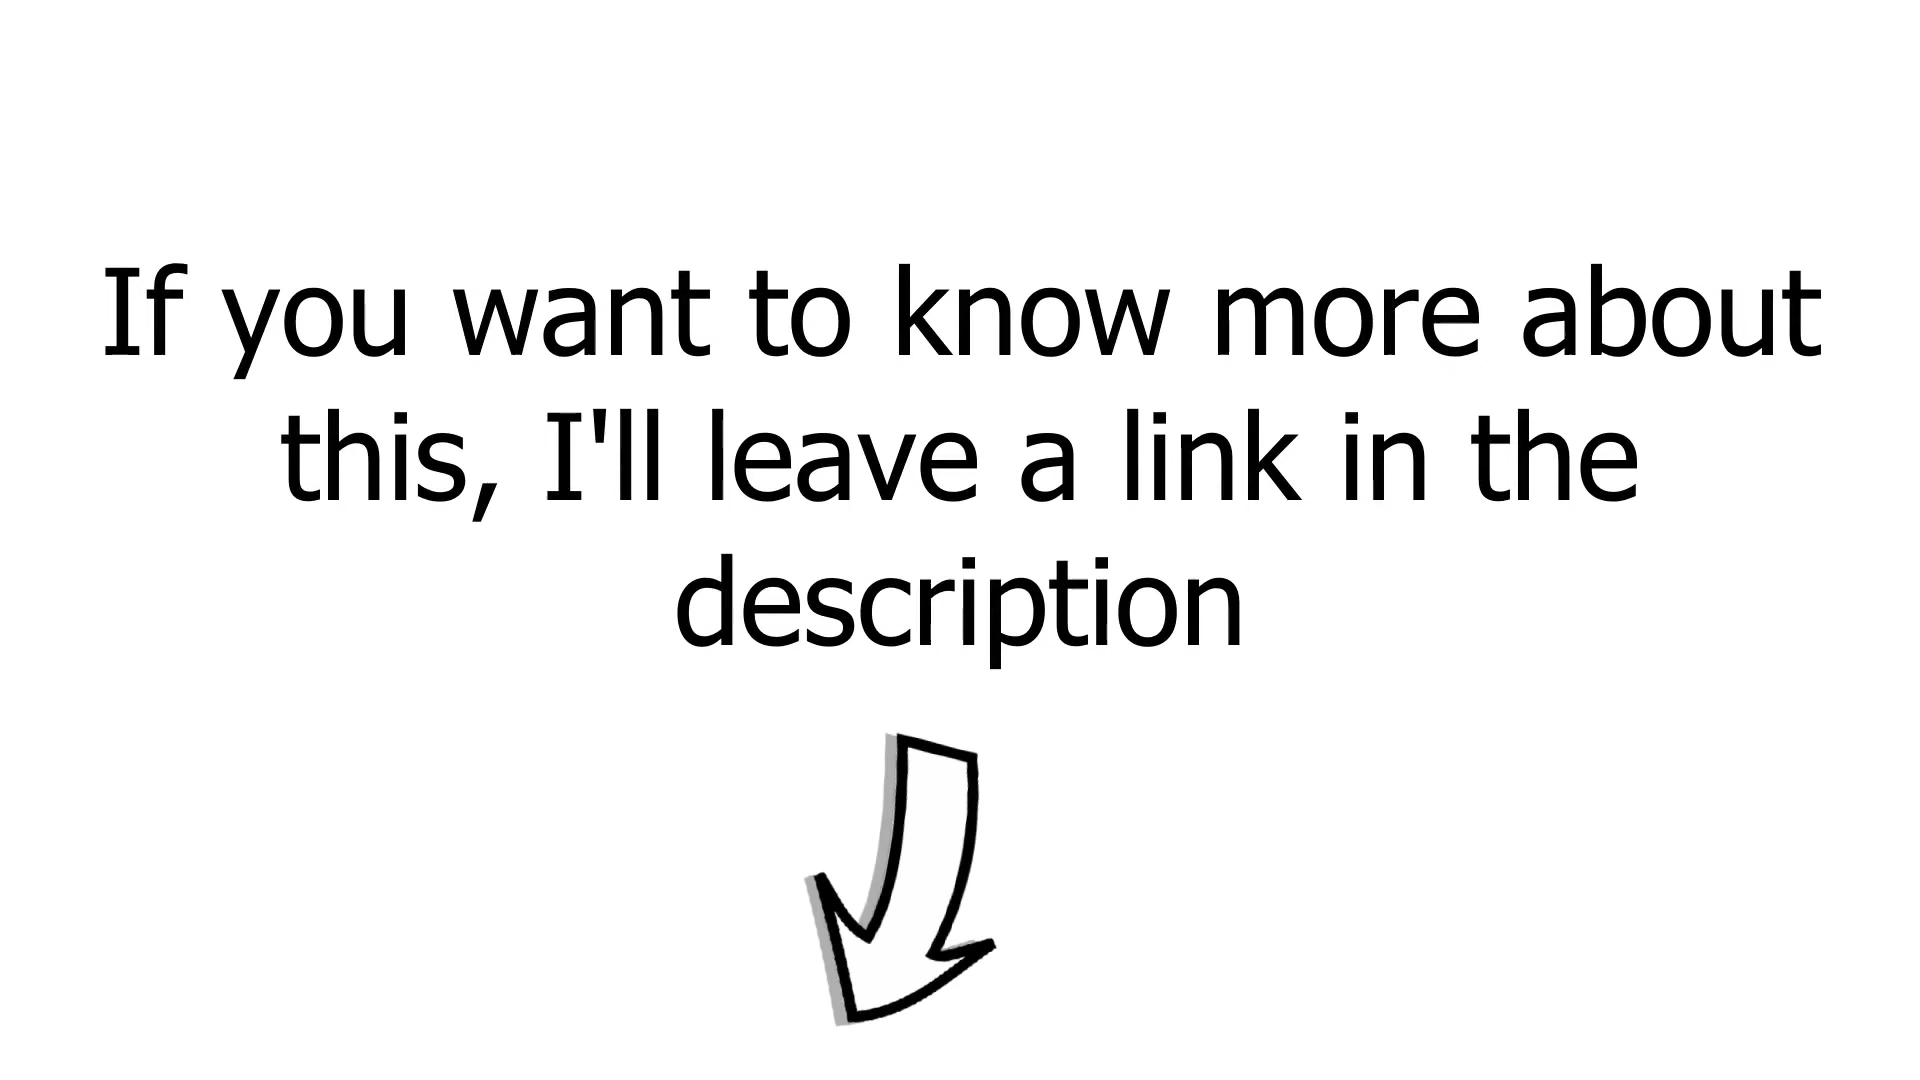 If you want to know more about
this, I'll leave a link in the
description